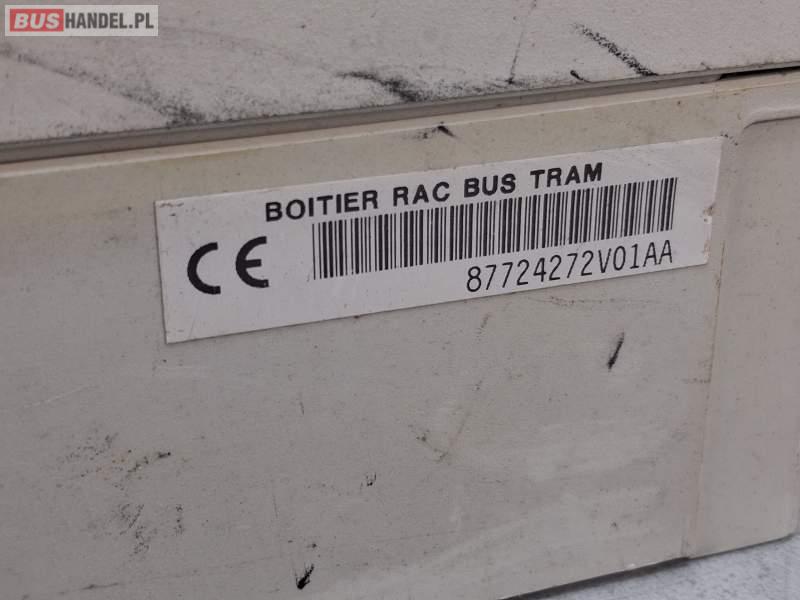 BUSHANDEL.PL
BOITIER RAC BUS TRAM
CE
87724272V01AA